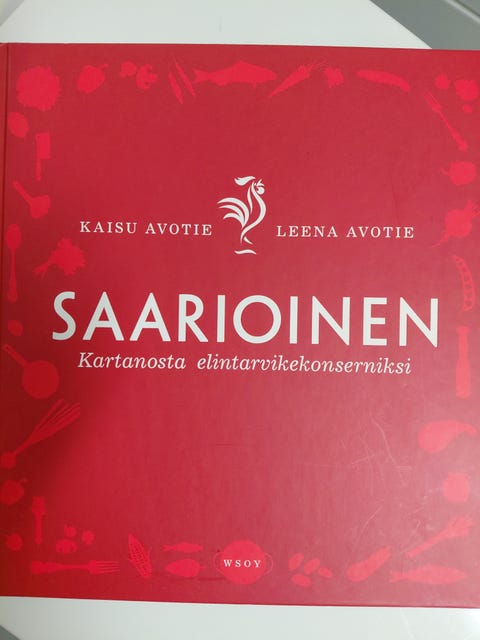 KAISU AVOTIE LEENA AVOTIE
SAARIOINEN
Kartanosta elintarvikekonserniksi
WSOY